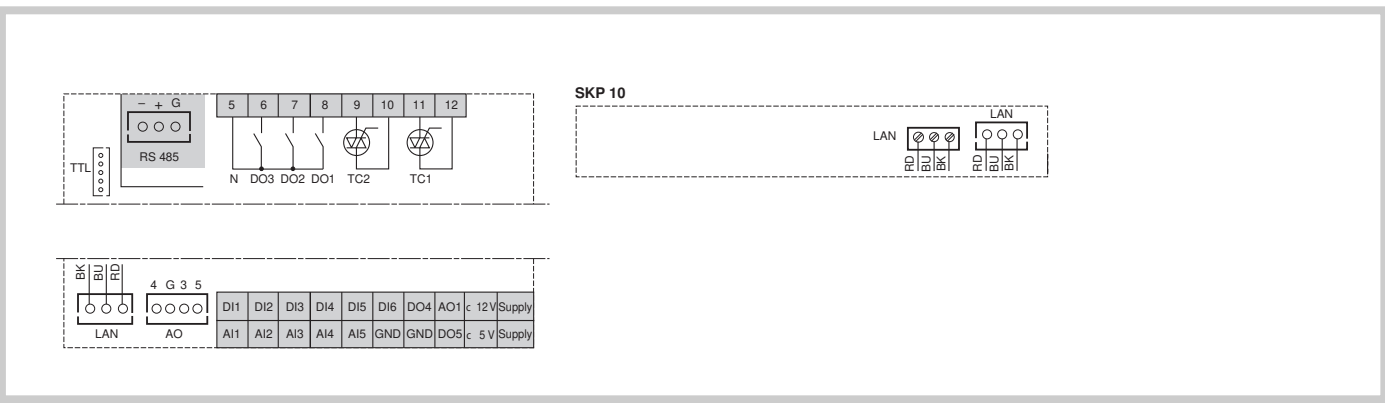 – + G
RS 485
TTL
5 6 7 8 9 10 11 12
N DO3 DO2 DO1 TC2 TC1
SKP 10
LAN
RD BU BK
LAN
RD BU BK
BK BU RD
LAN
4 G 3 5
AO
DI1 DI2 DI3 DI4 DI5 DI6 DO4 AO1 c 12 V Supply
AI1 AI2 AI3 AI4 AI5 GND GND DO5 c 5 V Supply